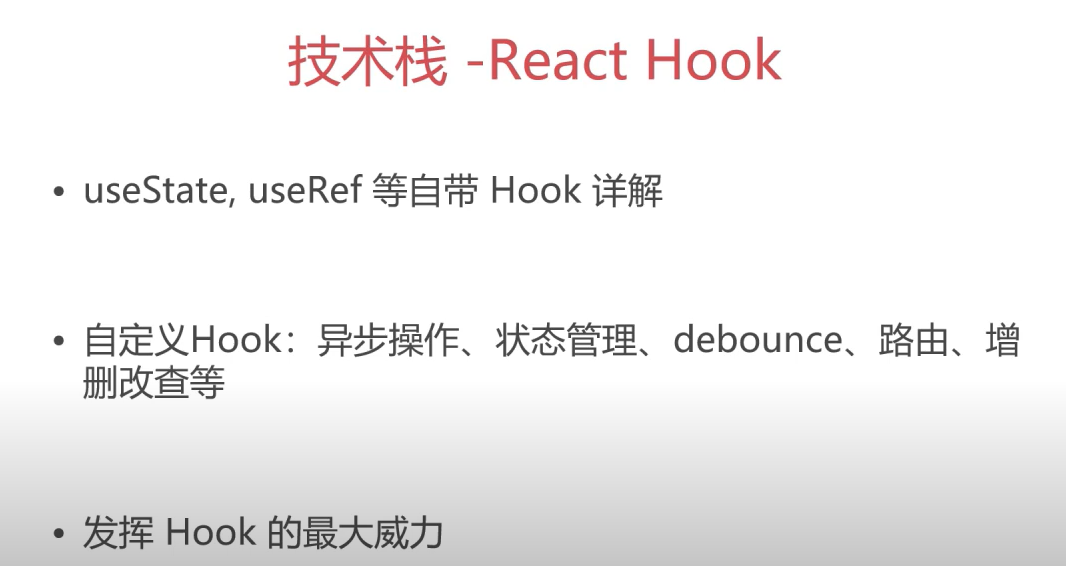 技术栈 -React Hook
• useState, useRef 等自带 Hook 详解
• 自定义Hook：异步操作、状态管理、debounce、路由、增
删改查等
• 发挥 Hook 的最大威力